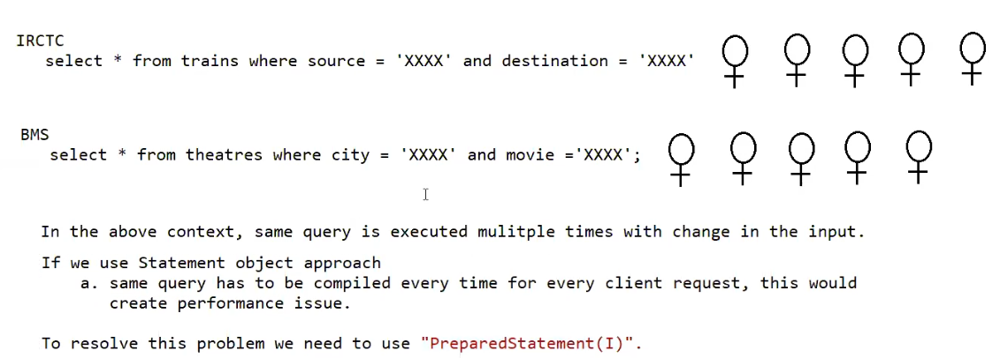 IRCTC
select * from trains where source = 'XXXX' and destination = 'XXXX'
BMS
select * from theatres where city = 'XXXX' and movie ='XXXX';
In the above context, same query is executed mulitple times with change in the input.
If we use Statement object approach
a. same query has to be compiled every time for every client request, this would
create performance issue.
To resolve this problem we need to use "PreparedStatement(I)".